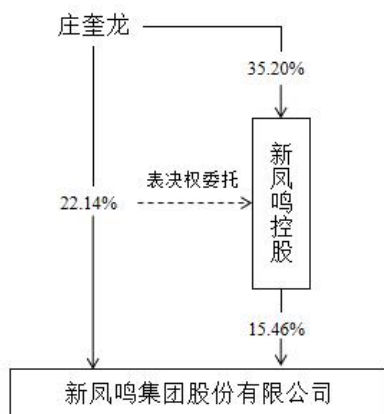 庄奎龙
35.20%
新凤鸣控股
表决权委托
22.14%
15.46%
新凤鸣集团股份有限公司